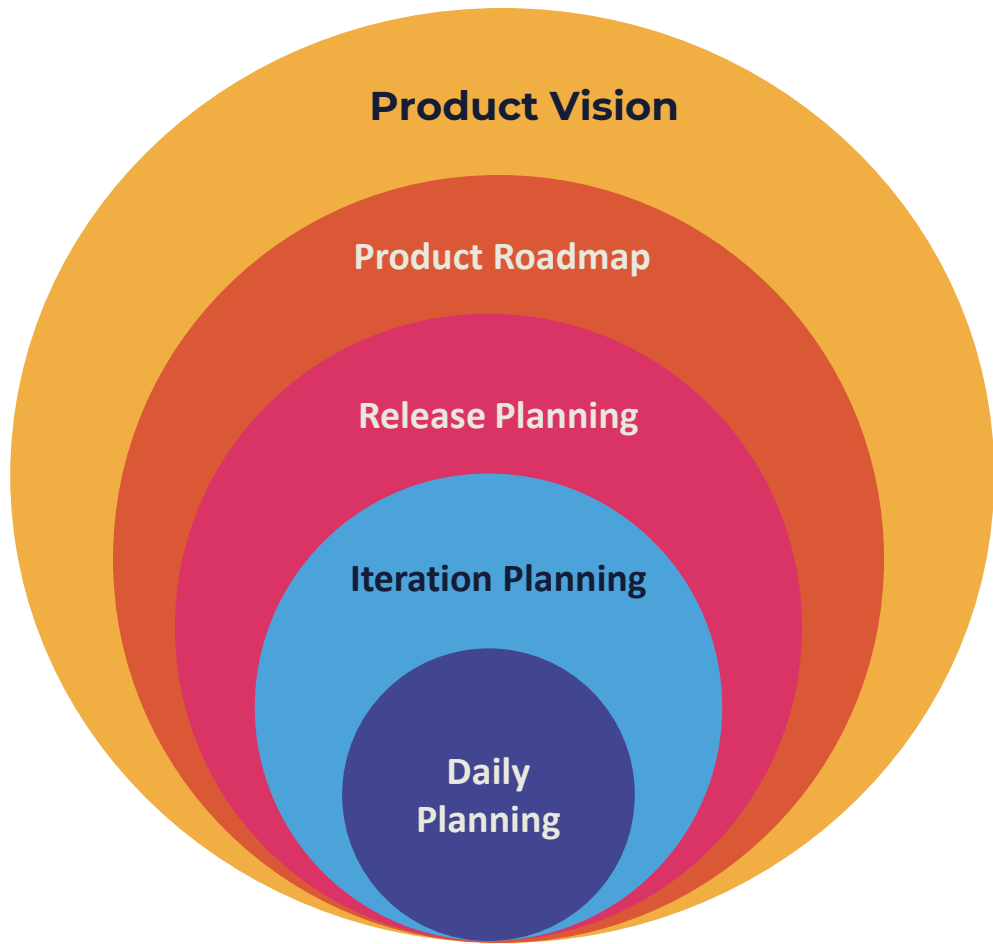 Product Vision
Product Roadmap
Release Planning
Iteration Planning
Daily
Planning